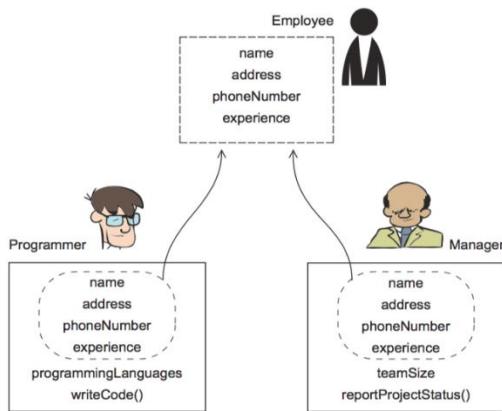 Employee
name
address
phoneNumber
experience
Programmer
name
address
phoneNumber
experience
programmingLanguages
writeCode()
Manager
name
address
phoneNumber
experience
teamSize
reportProjectStatus()